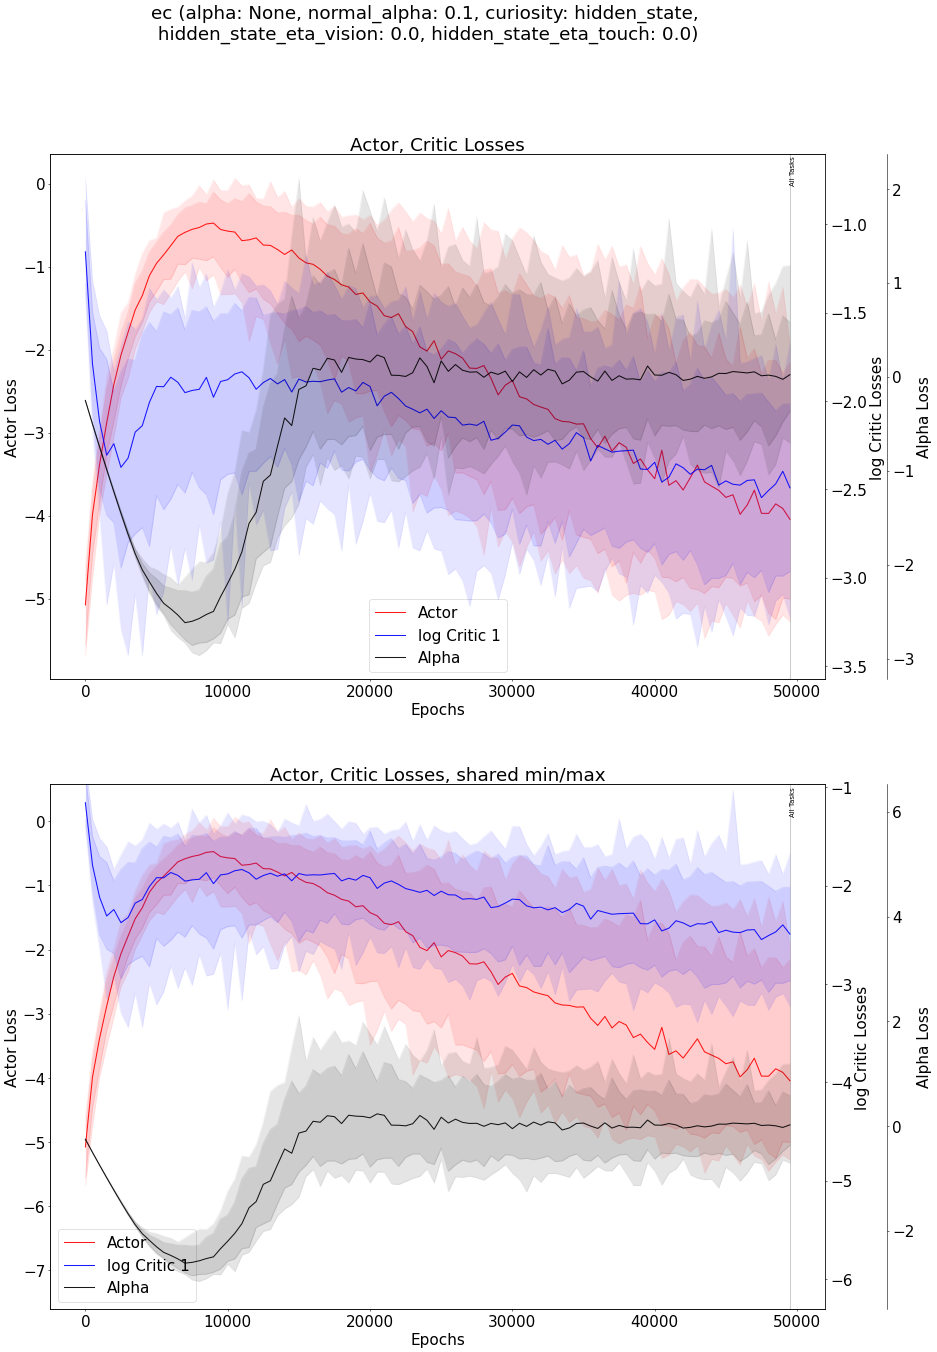 ec (alpha: None, normal_alpha: 0.1, curiosity: hidden_state,
hidden_state_eta_vision: 0.0, hidden_state_eta_touch: 0.0)
Actor, Critic Losses
All Tasks
0
−1
−2
−3
−4
−5
Actor Loss
−1.0
−1.5
−2.0
−2.5
−3.0
−3.5
log Critic Losses
2
1
0
−1
−2
−3
Alpha Loss
Actor
log Critic 1
Alpha
0
10000
20000
30000
40000
50000
Epochs
Actor, Critic Losses, shared min/max
All Tasks
0
−1
−2
−3
−4
−5
−6
−7
Actor Loss
−1
−2
−3
−4
−5
−6
log Critic Losses
6
4
2
0
−2
Alpha Loss
Actor
log Critic 1
Alpha
0
10000
20000
30000
40000
50000
Epochs